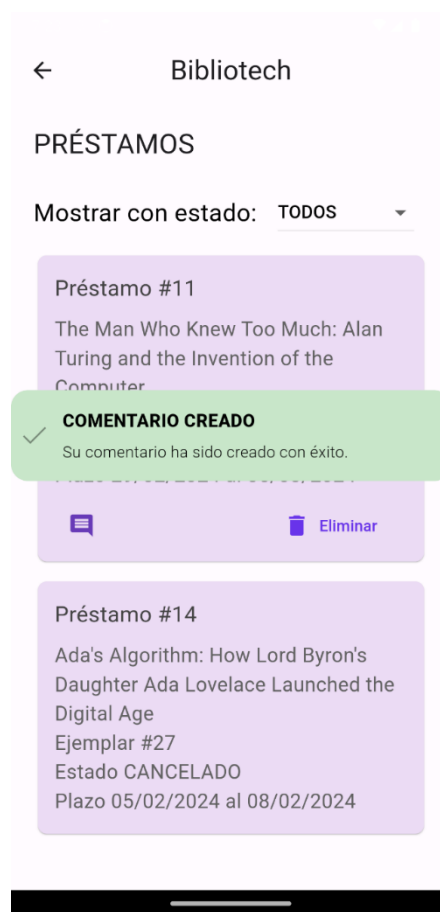 Bibliotech
PRÉSTAMOS
Mostrar con estado: TODOS
Préstamo #11
The Man Who Knew Too Much: Alan
Turing and the Invention of the
Computer
COMENTARIO CREADO
Su comentario ha sido creado con éxito.
Eliminar
Préstamo #14
Ada's Algorithm: How Lord Byron's
Daughter Ada Lovelace Launched the
Digital Age
Ejemplar #27
Estado CANCELADO
Plazo 05/02/2024 al 08/02/2024